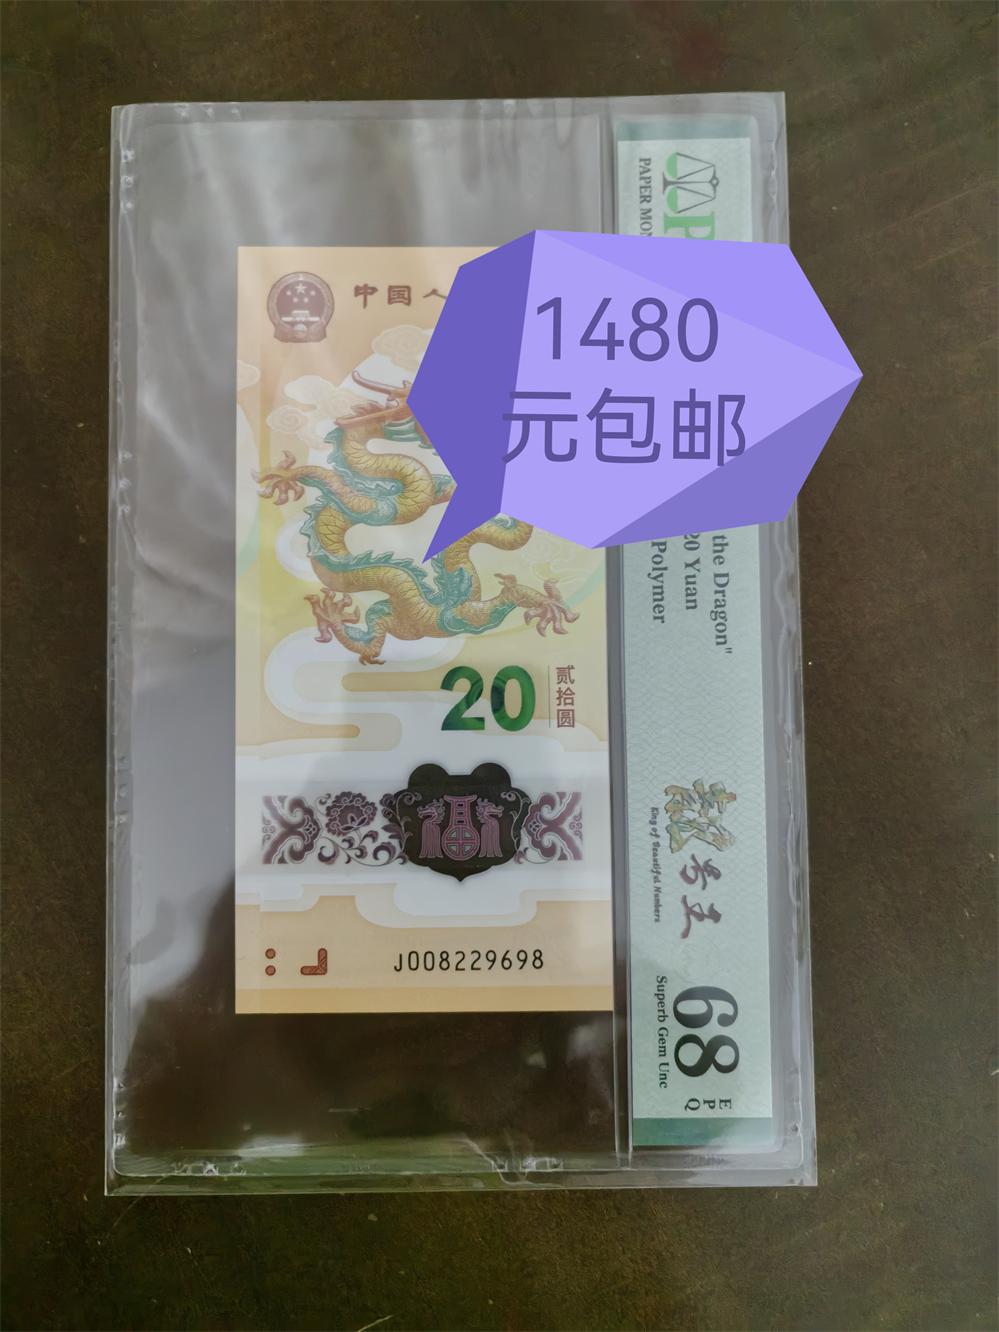 中国人
1480
元包邮
20
贰拾圆
J008229698
P
PAPER MON
the Dragon"
20 Yuan
Polymer
King of Beautiful Numbers
68
EPQ
Superb Gem Unc